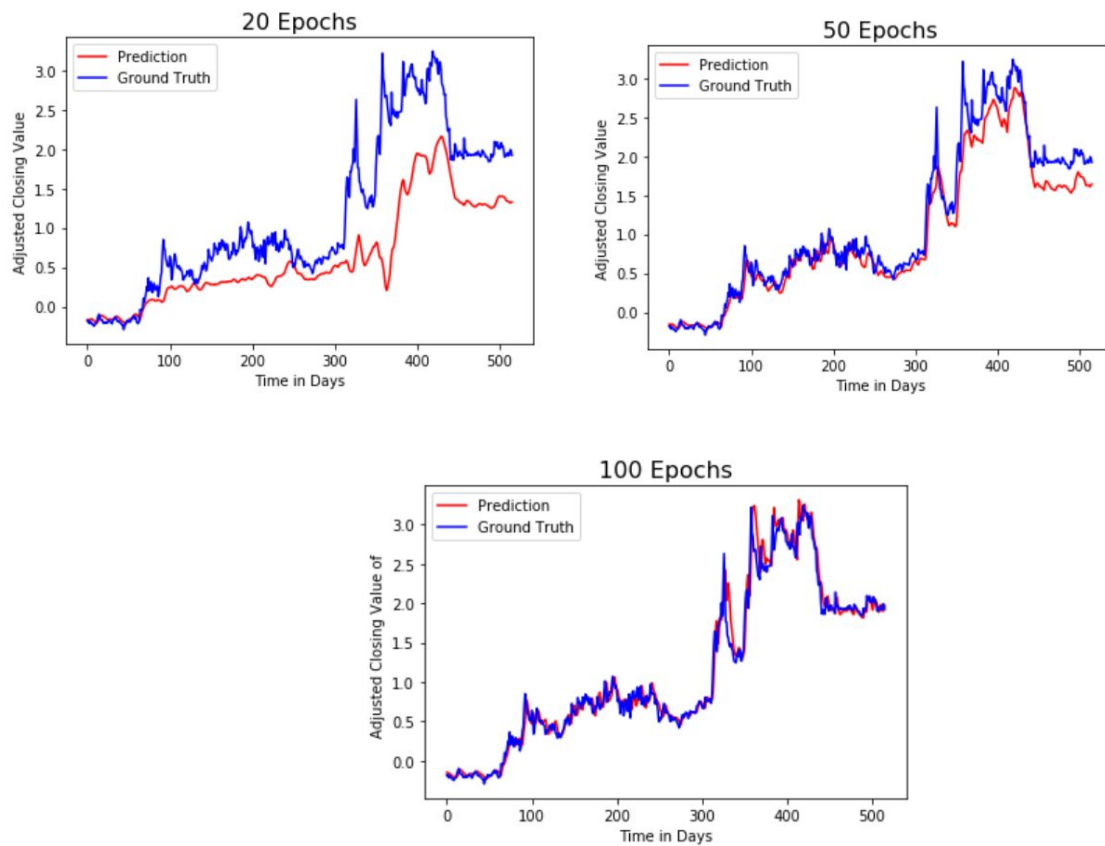 20 Epochs
Prediction
Ground Truth
Adjusted Closing Value
3.0
2.5
2.0
1.5
1.0
0.5
0.0
0 100 200 300 400 500
Time in Days
50 Epochs
Prediction
Ground Truth
Adjusted Closing Value
3.0
2.5
2.0
1.5
1.0
0.5
0.0
0 100 200 300 400 500
Time in Days
100 Epochs
Prediction
Ground Truth
Adjusted Closing Value of
3.0
2.5
2.0
1.5
1.0
0.5
0.0
0 100 200 300 400 500
Time in Days